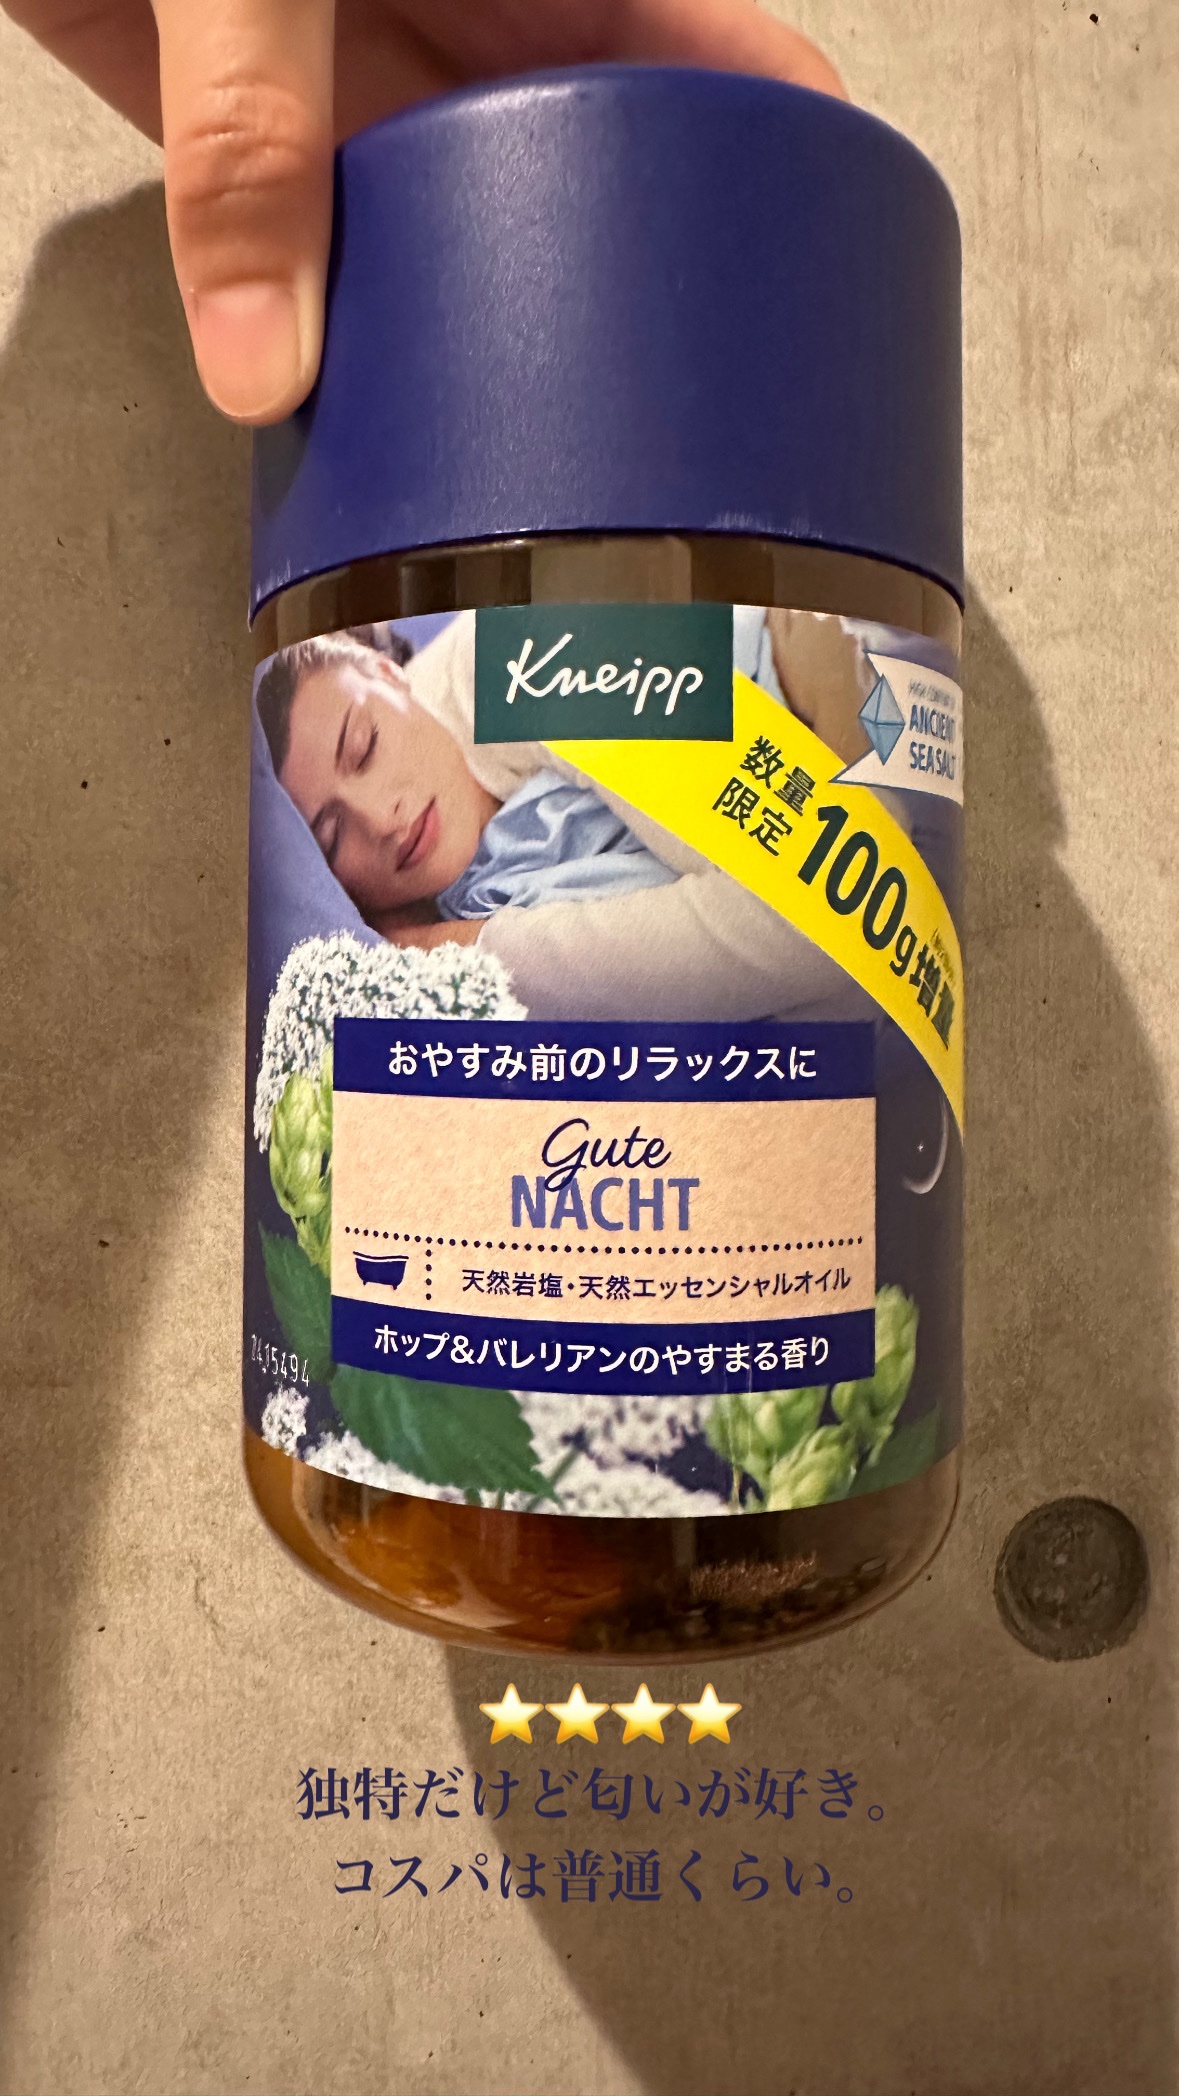 Kneipp
ANCIENT
SEA SALT
数量
限定
100g増量
おやすみ前のリラックスに
Gute
NACHT
天然岩塩・天然エッセンシャルオイル
ホップ&バレリアンのやすまる香り
⭐⭐⭐⭐
独特だけど匂いが好き。
コスパは普通くらい。